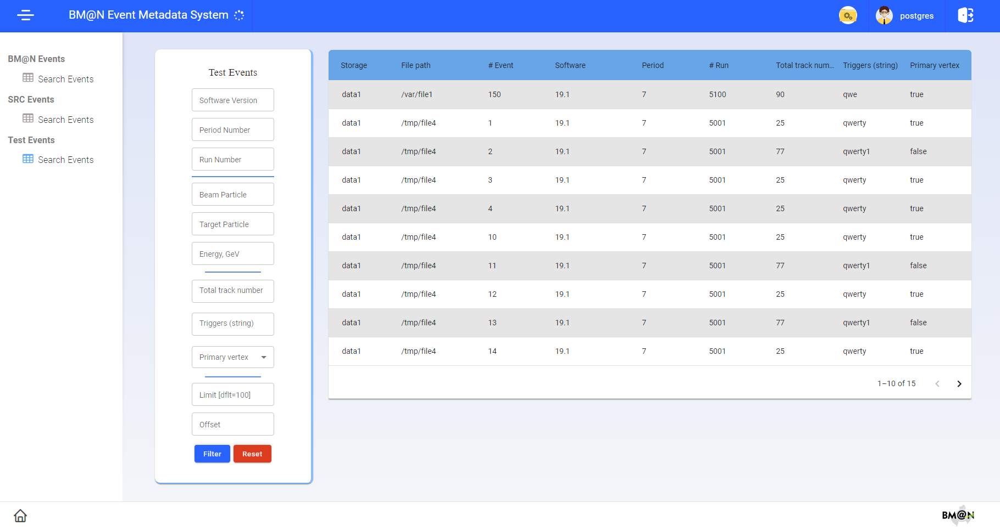 BM@N Event Metadata System
postgres
BM@N Events
Search Events
SRC Events
Search Events
Test Events
Search Events
Test Events
Software Version
Period Number
Run Number
Beam Particle
Target Particle
Energy, GeV
Total track number
Triggers (string)
Primary vertex
Limit [dflt=100]
Offset
Filter Reset
Storage File path # Event Software Period # Run Total track num... Triggers (string) Primary vertex
data1 /var/file1 150 19.1 7 5100 90 qwe true
data1 /tmp/file4 1 19.1 7 5001 25 qwerty true
data1 /tmp/file4 2 19.1 7 5001 77 qwerty1 false
data1 /tmp/file4 3 19.1 7 5001 25 qwerty true
data1 /tmp/file4 4 19.1 7 5001 25 qwerty true
data1 /tmp/file4 10 19.1 7 5001 25 qwerty true
data1 /tmp/file4 11 19.1 7 5001 77 qwerty1 false
data1 /tmp/file4 12 19.1 7 5001 25 qwerty true
data1 /tmp/file4 13 19.1 7 5001 77 qwerty1 false
data1 /tmp/file4 14 19.1 7 5001 25 qwerty true
1–10 of 15
BM@N